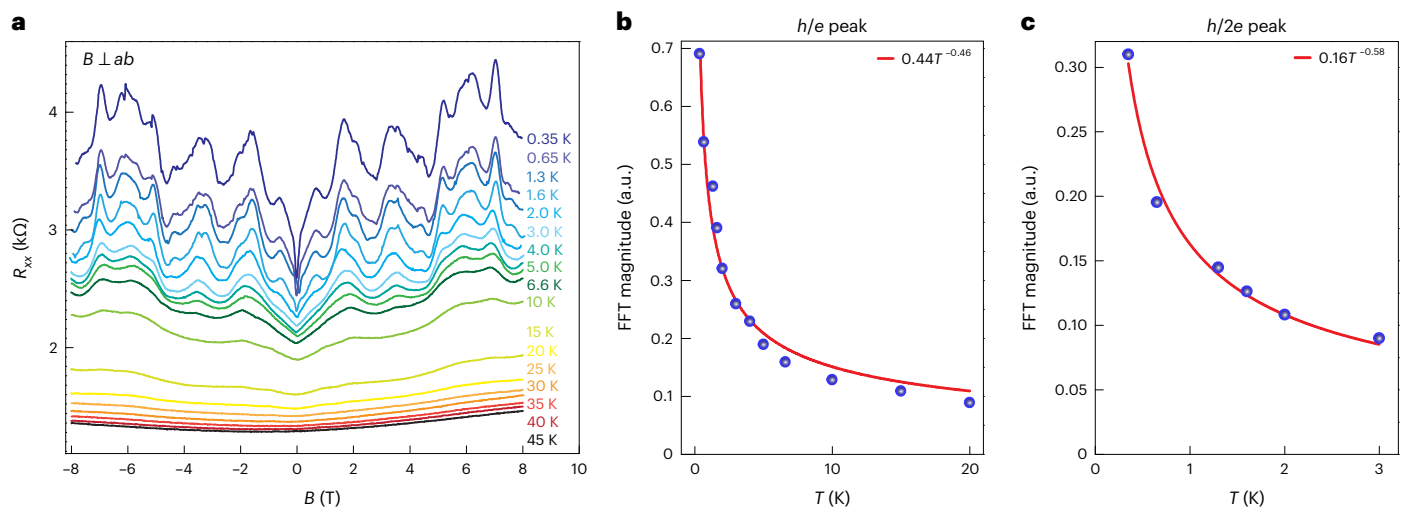 a
B ⊥ ab
R_xx (kΩ)
4
3
2
0.35 K
0.65 K
1.3 K
1.6 K
2.0 K
3.0 K
4.0 K
5.0 K
6.6 K
10 K
15 K
20 K
25 K
30 K
35 K
40 K
45 K
−8 −6 −4 −2 0 2 4 6 8 10
B (T)
b
h/e peak
0.44T^−0.46
FFT magnitude (a.u.)
0.7
0.6
0.5
0.4
0.3
0.2
0.1
0
0 10 20
T (K)
c
h/2e peak
0.16T^−0.58
FFT magnitude (a.u.)
0.30
0.25
0.20
0.15
0.10
0.05
0
0 1 2 3
T (K)